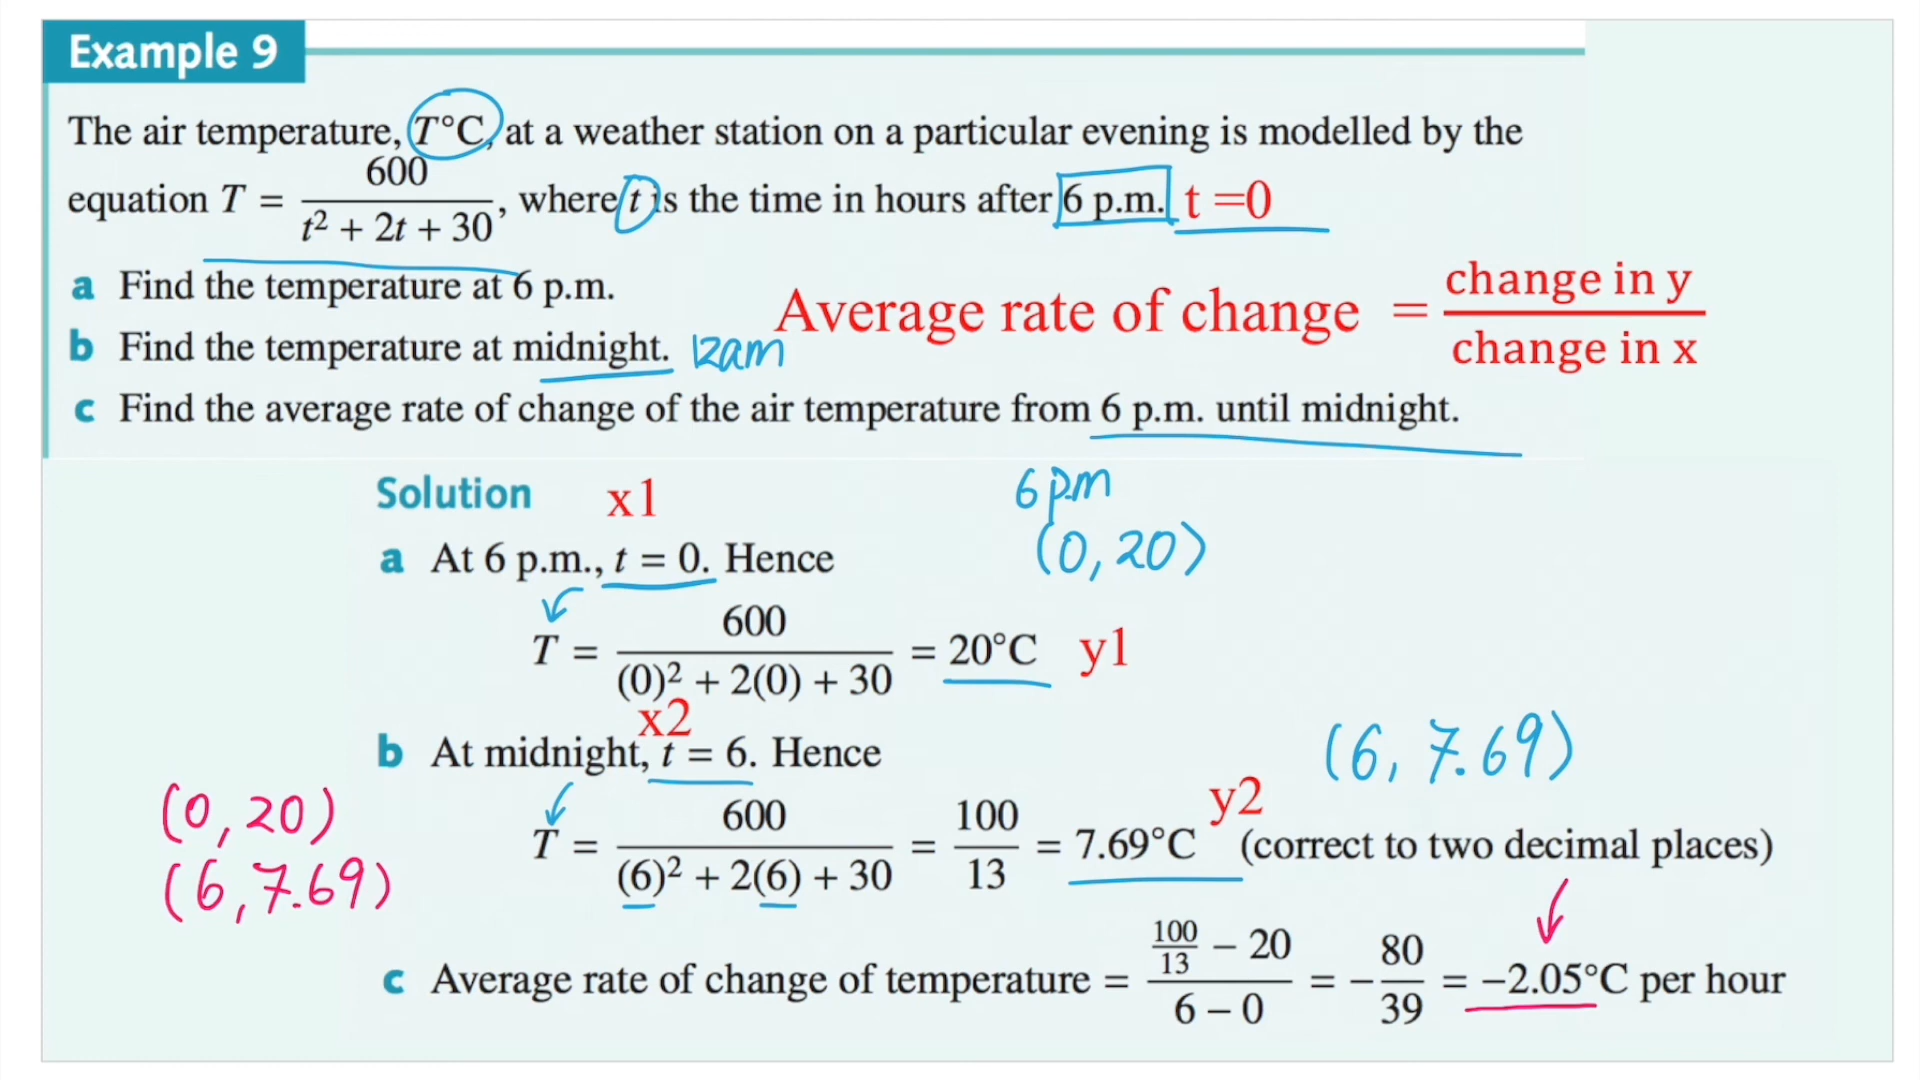 Example 9
The air temperature, T°C, at a weather station on a particular evening is modelled by the
equation T = 600 / (t² + 2t + 30), where t is the time in hours after 6 p.m. t =0
a Find the temperature at 6 p.m.
Average rate of change = change in y / change in x
b Find the temperature at midnight. 12am
c Find the average rate of change of the air temperature from 6 p.m. until midnight.
Solution x1
6pm
(0, 20)
a At 6 p.m., t = 0. Hence
T = 600 / ((0)² + 2(0) + 30) = 20°C y1
x2
b At midnight, t = 6. Hence
(6, 7.69)
y2
T = 600 / ((6)² + 2(6) + 30) = 100/13 = 7.69°C (correct to two decimal places)
(0, 20)
(6, 7.69)
c Average rate of change of temperature = (100/13 − 20) / (6 − 0) = −80/39 = −2.05°C per hour